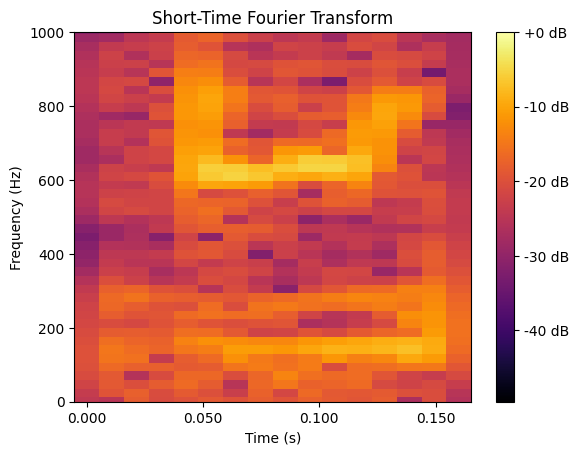 Short-Time Fourier Transform
1000
800
600
400
200
0
Frequency (Hz)
0.000
0.050
0.100
0.150
Time (s)
+0 dB
-10 dB
-20 dB
-30 dB
-40 dB